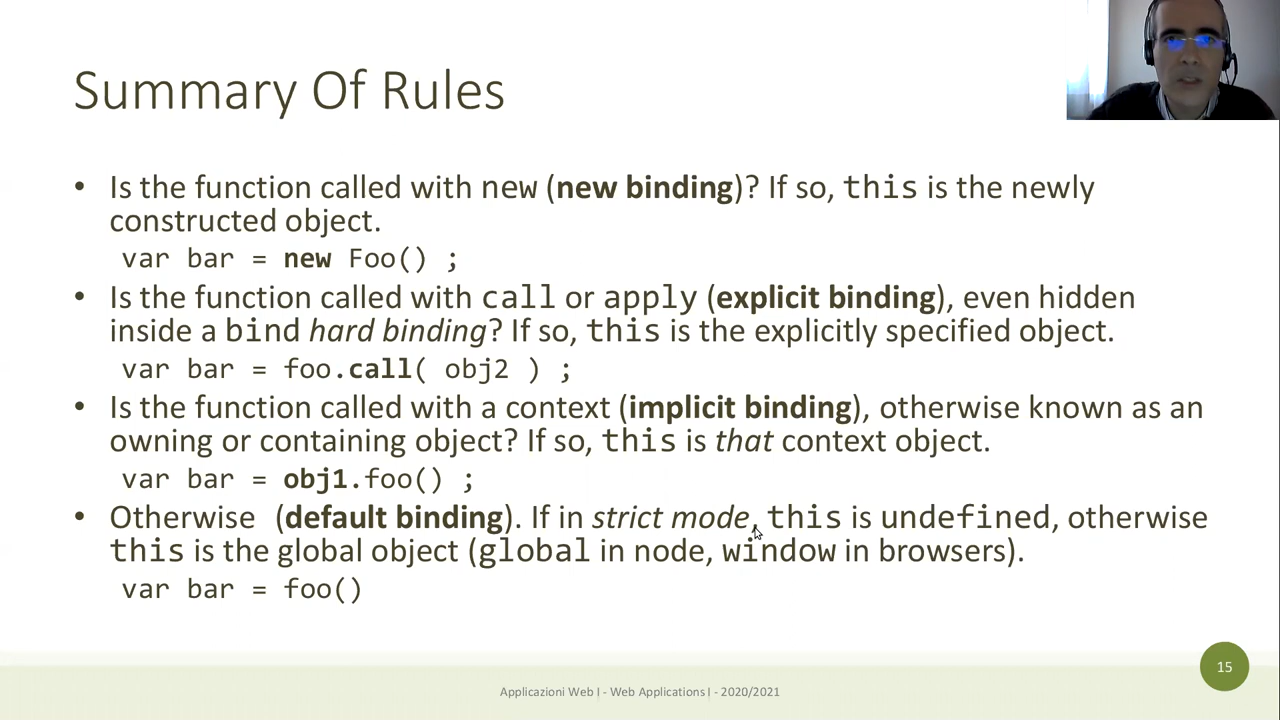 Summary Of Rules
• Is the function called with new (new binding)? If so, this is the newly
constructed object.
var bar = new Foo() ;
• Is the function called with call or apply (explicit binding), even hidden
inside a bind hard binding? If so, this is the explicitly specified object.
var bar = foo.call( obj2 ) ;
• Is the function called with a context (implicit binding), otherwise known as an
owning or containing object? If so, this is that context object.
var bar = obj1.foo() ;
• Otherwise (default binding). If in strict mode, this is undefined, otherwise
this is the global object (global in node, window in browsers).
var bar = foo()
15
Applicazioni Web I - Web Applications I - 2020/2021